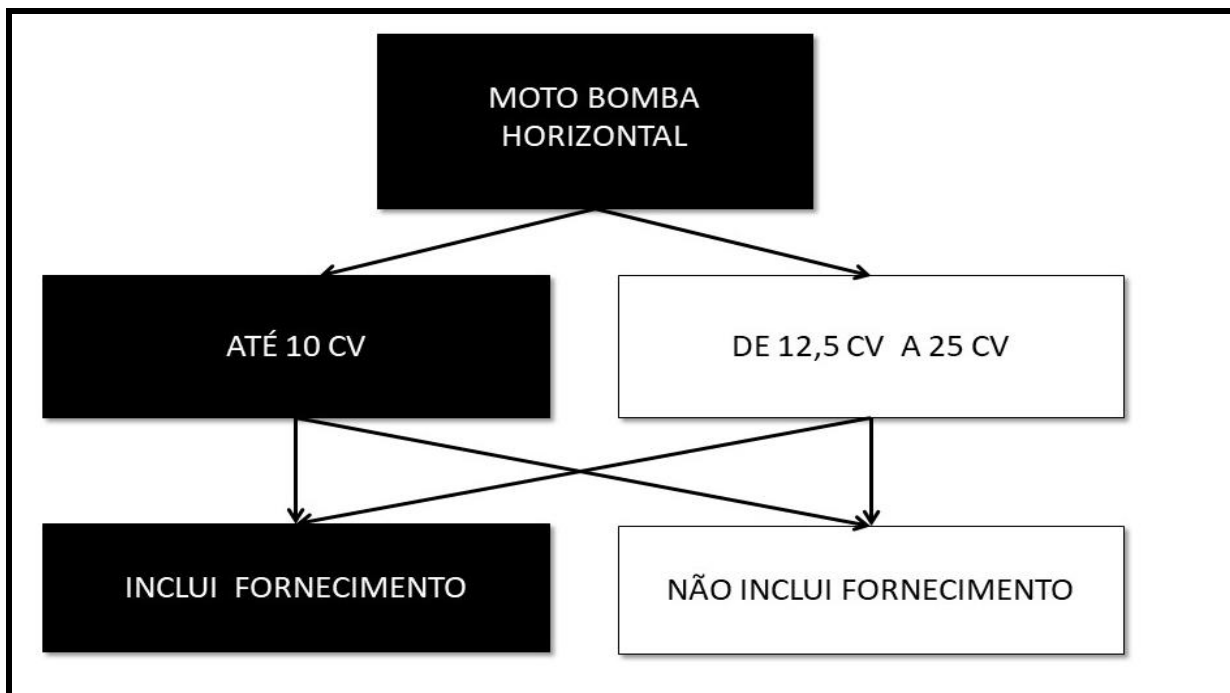 MOTO BOMBA
HORIZONTAL
ATÉ 10 CV
DE 12,5 CV A 25 CV
INCLUI FORNECIMENTO
NÃO INCLUI FORNECIMENTO